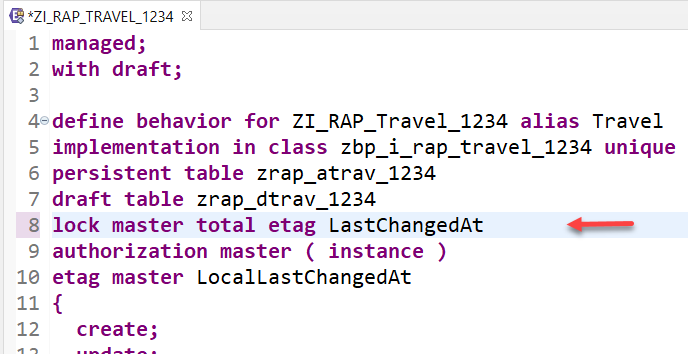 *ZI_RAP_TRAVEL_1234
1 managed;
2 with draft;
3
4 define behavior for ZI_RAP_Travel_1234 alias Travel
5 implementation in class zbp_i_rap_travel_1234 unique
6 persistent table zrap_atrav_1234
7 draft table zrap_dtrav_1234
8 lock master total etag LastChangedAt
9 authorization master ( instance )
10 etag master LocalLastChangedAt
11 {
12 create;
13 update;